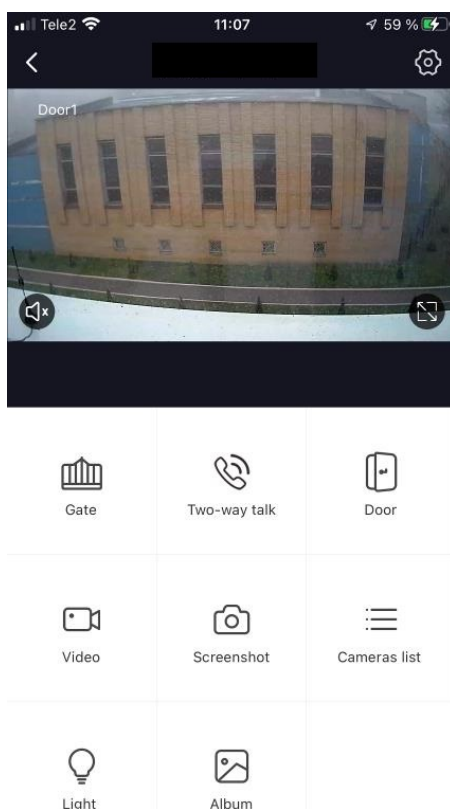 Tele2 11:07 59 %
Door1
Gate Two-way talk Door
Video Screenshot Cameras list
Light Album